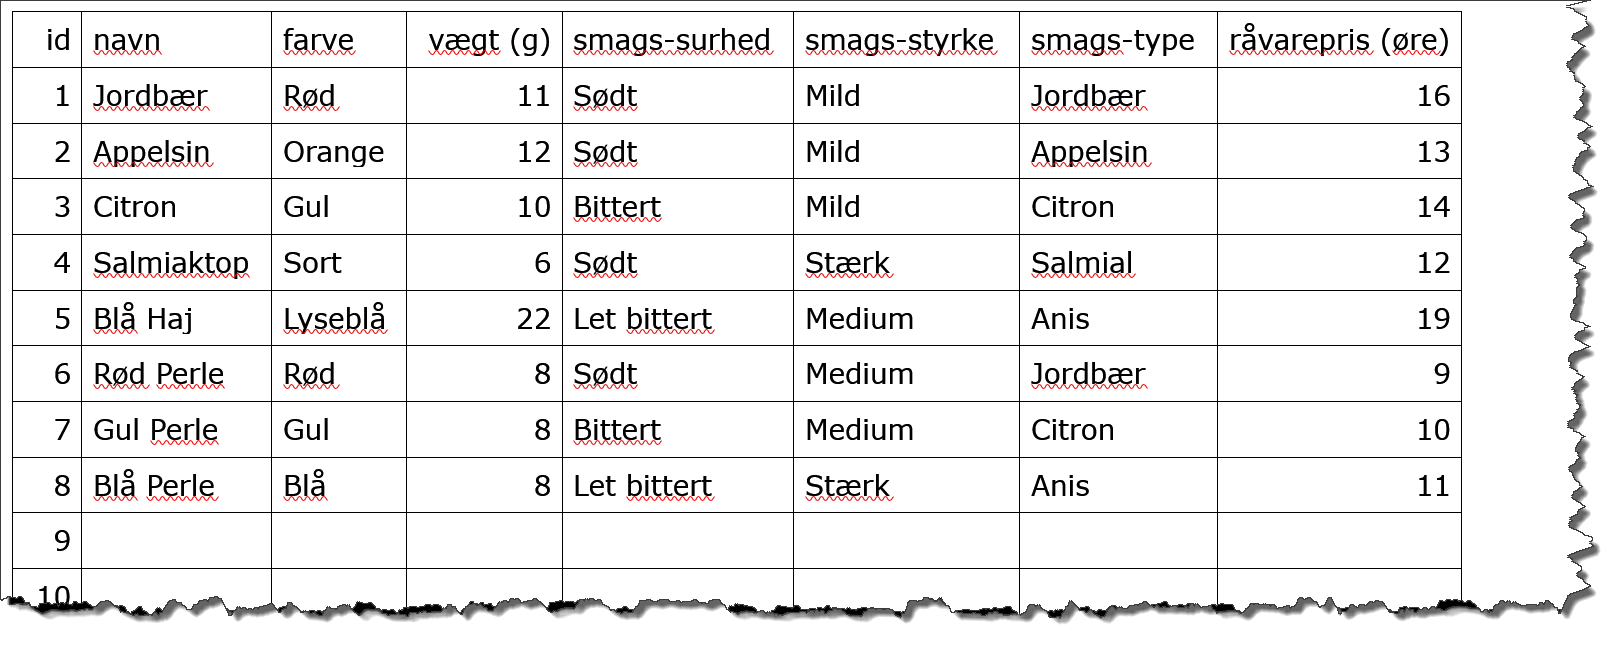 id navn farve vægt (g) smags-surhed smags-styrke smags-type råvarepris (øre)
1 Jordbær Rød 11 Sødt Mild Jordbær 16
2 Appelsin Orange 12 Sødt Mild Appelsin 13
3 Citron Gul 10 Bittert Mild Citron 14
4 Salmiaktop Sort 6 Sødt Stærk Salmial 12
5 Blå Haj Lyseblå 22 Let bittert Medium Anis 19
6 Rød Perle Rød 8 Sødt Medium Jordbær 9
7 Gul Perle Gul 8 Bittert Medium Citron 10
8 Blå Perle Blå 8 Let bittert Stærk Anis 11
9
10